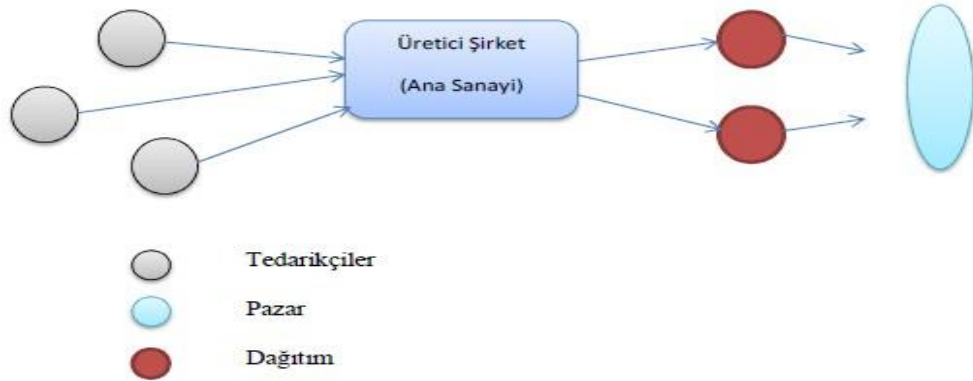 Üretici Şirket
(Ana Sanayi)
Tedarikçiler
Pazar
Dağıtım